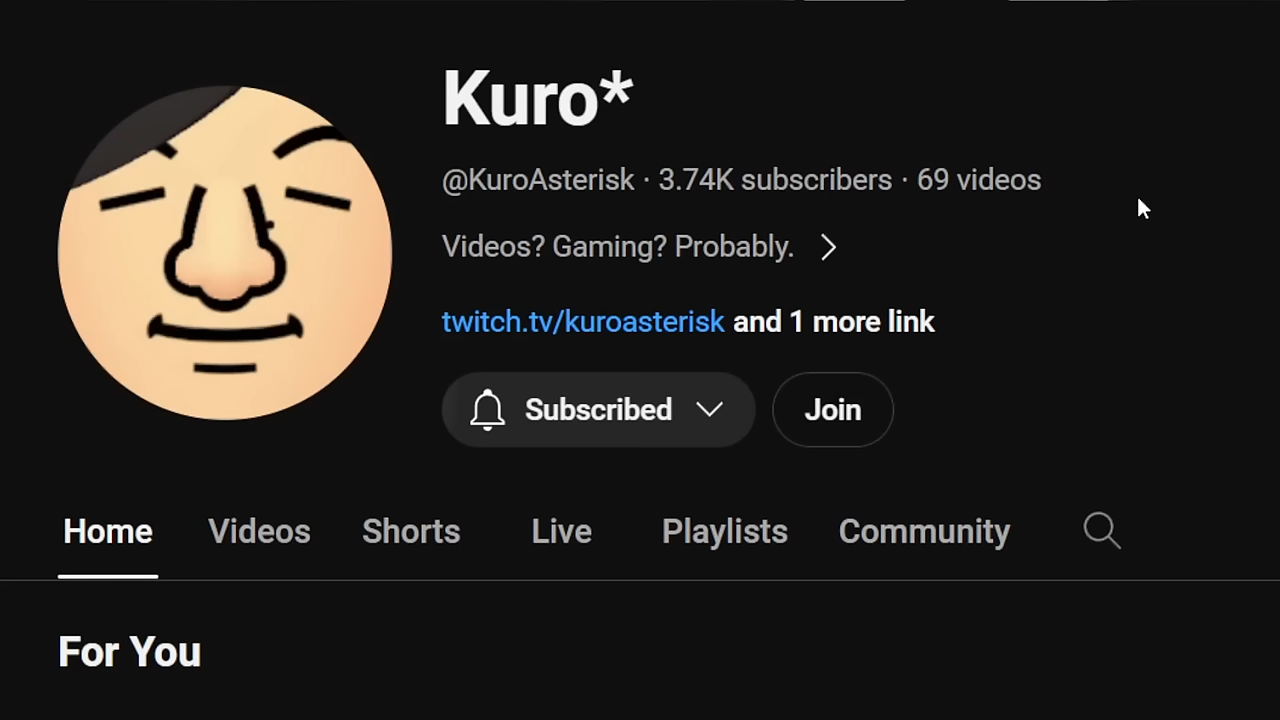 Kuro*
@KuroAsterisk · 3.74K subscribers · 69 videos
Videos? Gaming? Probably.
twitch.tv/kuroasterisk and 1 more link
Subscribed Join
Home Videos Shorts Live Playlists Community
For You